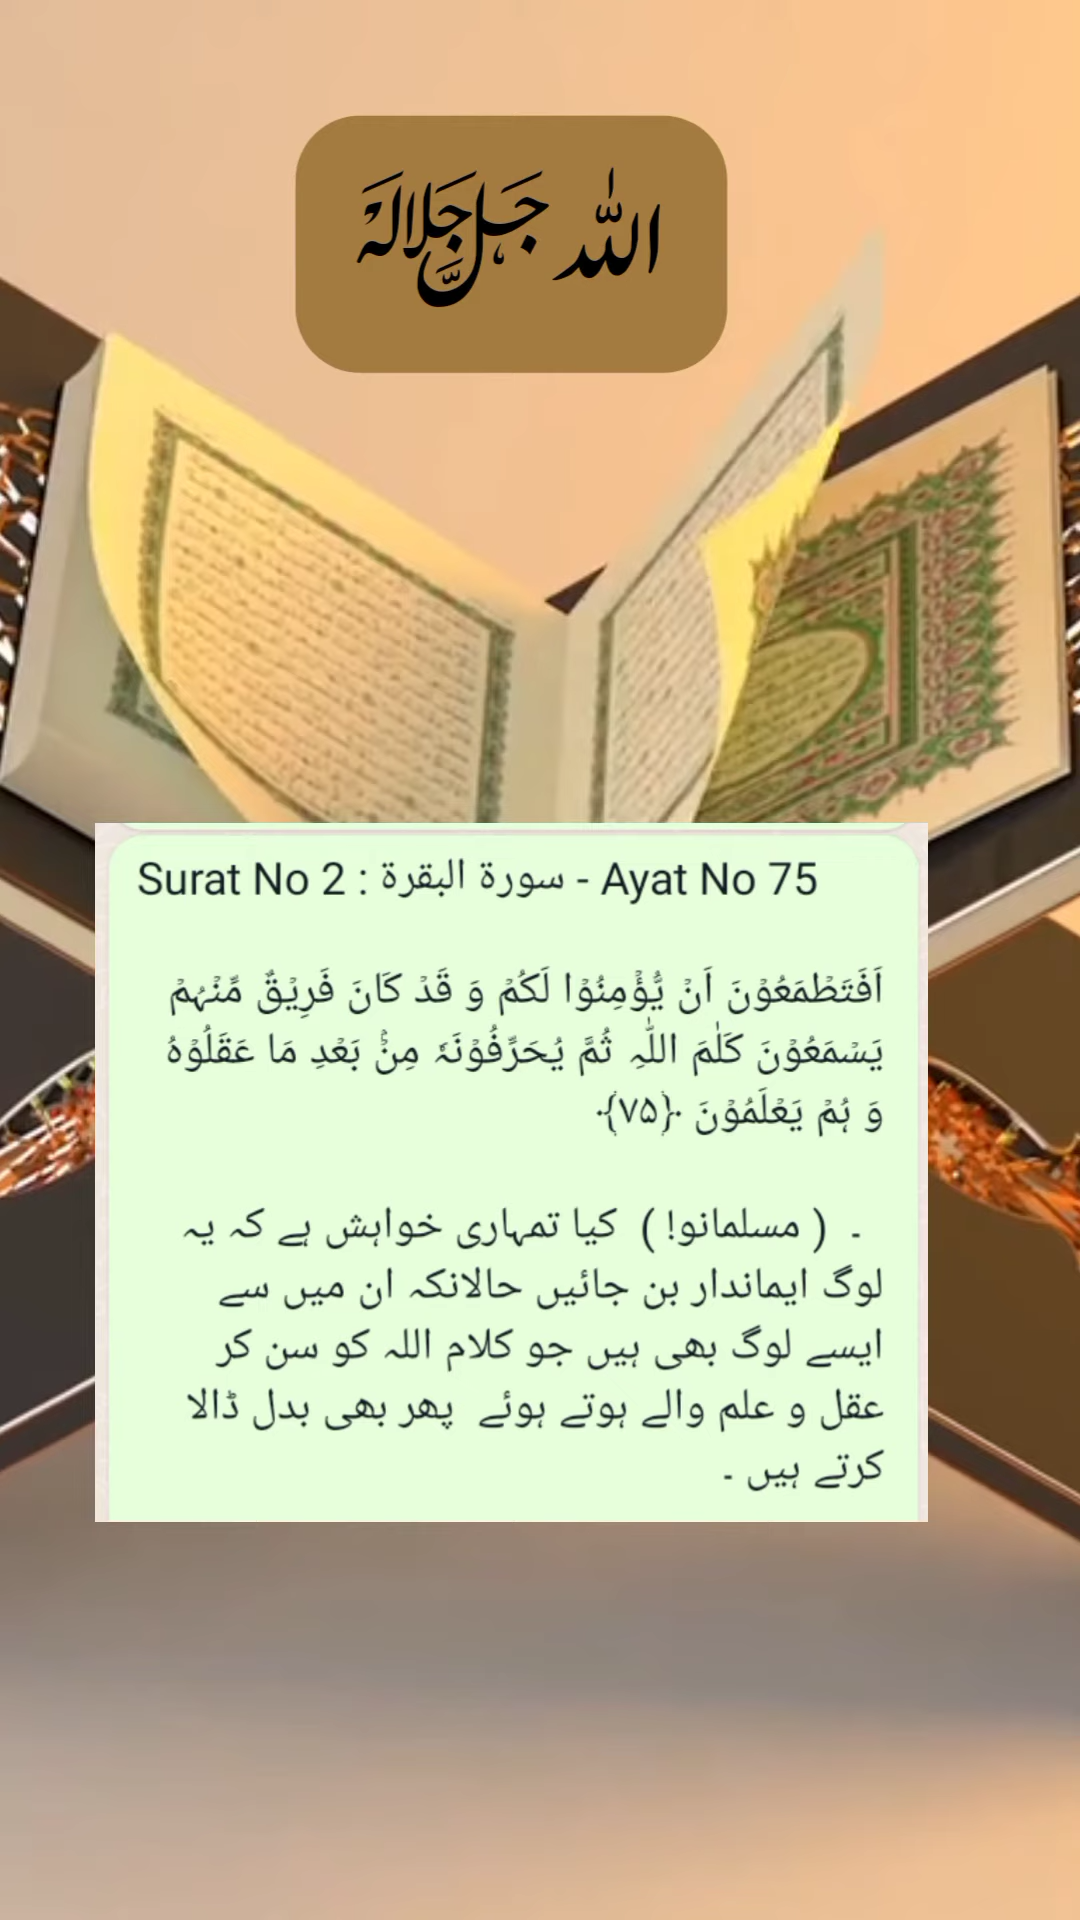 اللہ جَل جَّلَالَہٗ
Surat No 2 : سورة البقرة - Ayat No 75
اَفَتَطۡمَعُوۡنَ اَنۡ یُّؤۡمِنُوۡا لَکُمۡ وَ قَدۡ کَانَ فَرِیۡقٌ مِّنۡہُمۡ
یَسۡمَعُوۡنَ کَلٰمَ اللّٰہِ ثُمَّ یُحَرِّفُوۡنَہٗ مِنۡۢ بَعۡدِ مَا عَقَلُوۡہُ
وَ ہُمۡ یَعۡلَمُوۡنَ ﴿۷۵﴾
۔ ( مسلمانو! ) کیا تمہاری خواہش ہے کہ یہ
لوگ ایماندار بن جائیں حالانکہ ان میں سے
ایسے لوگ بھی ہیں جو کلام اللہ کو سن کر
عقل و علم والے ہوتے ہوئے پھر بھی بدل ڈالا
کرتے ہیں ۔